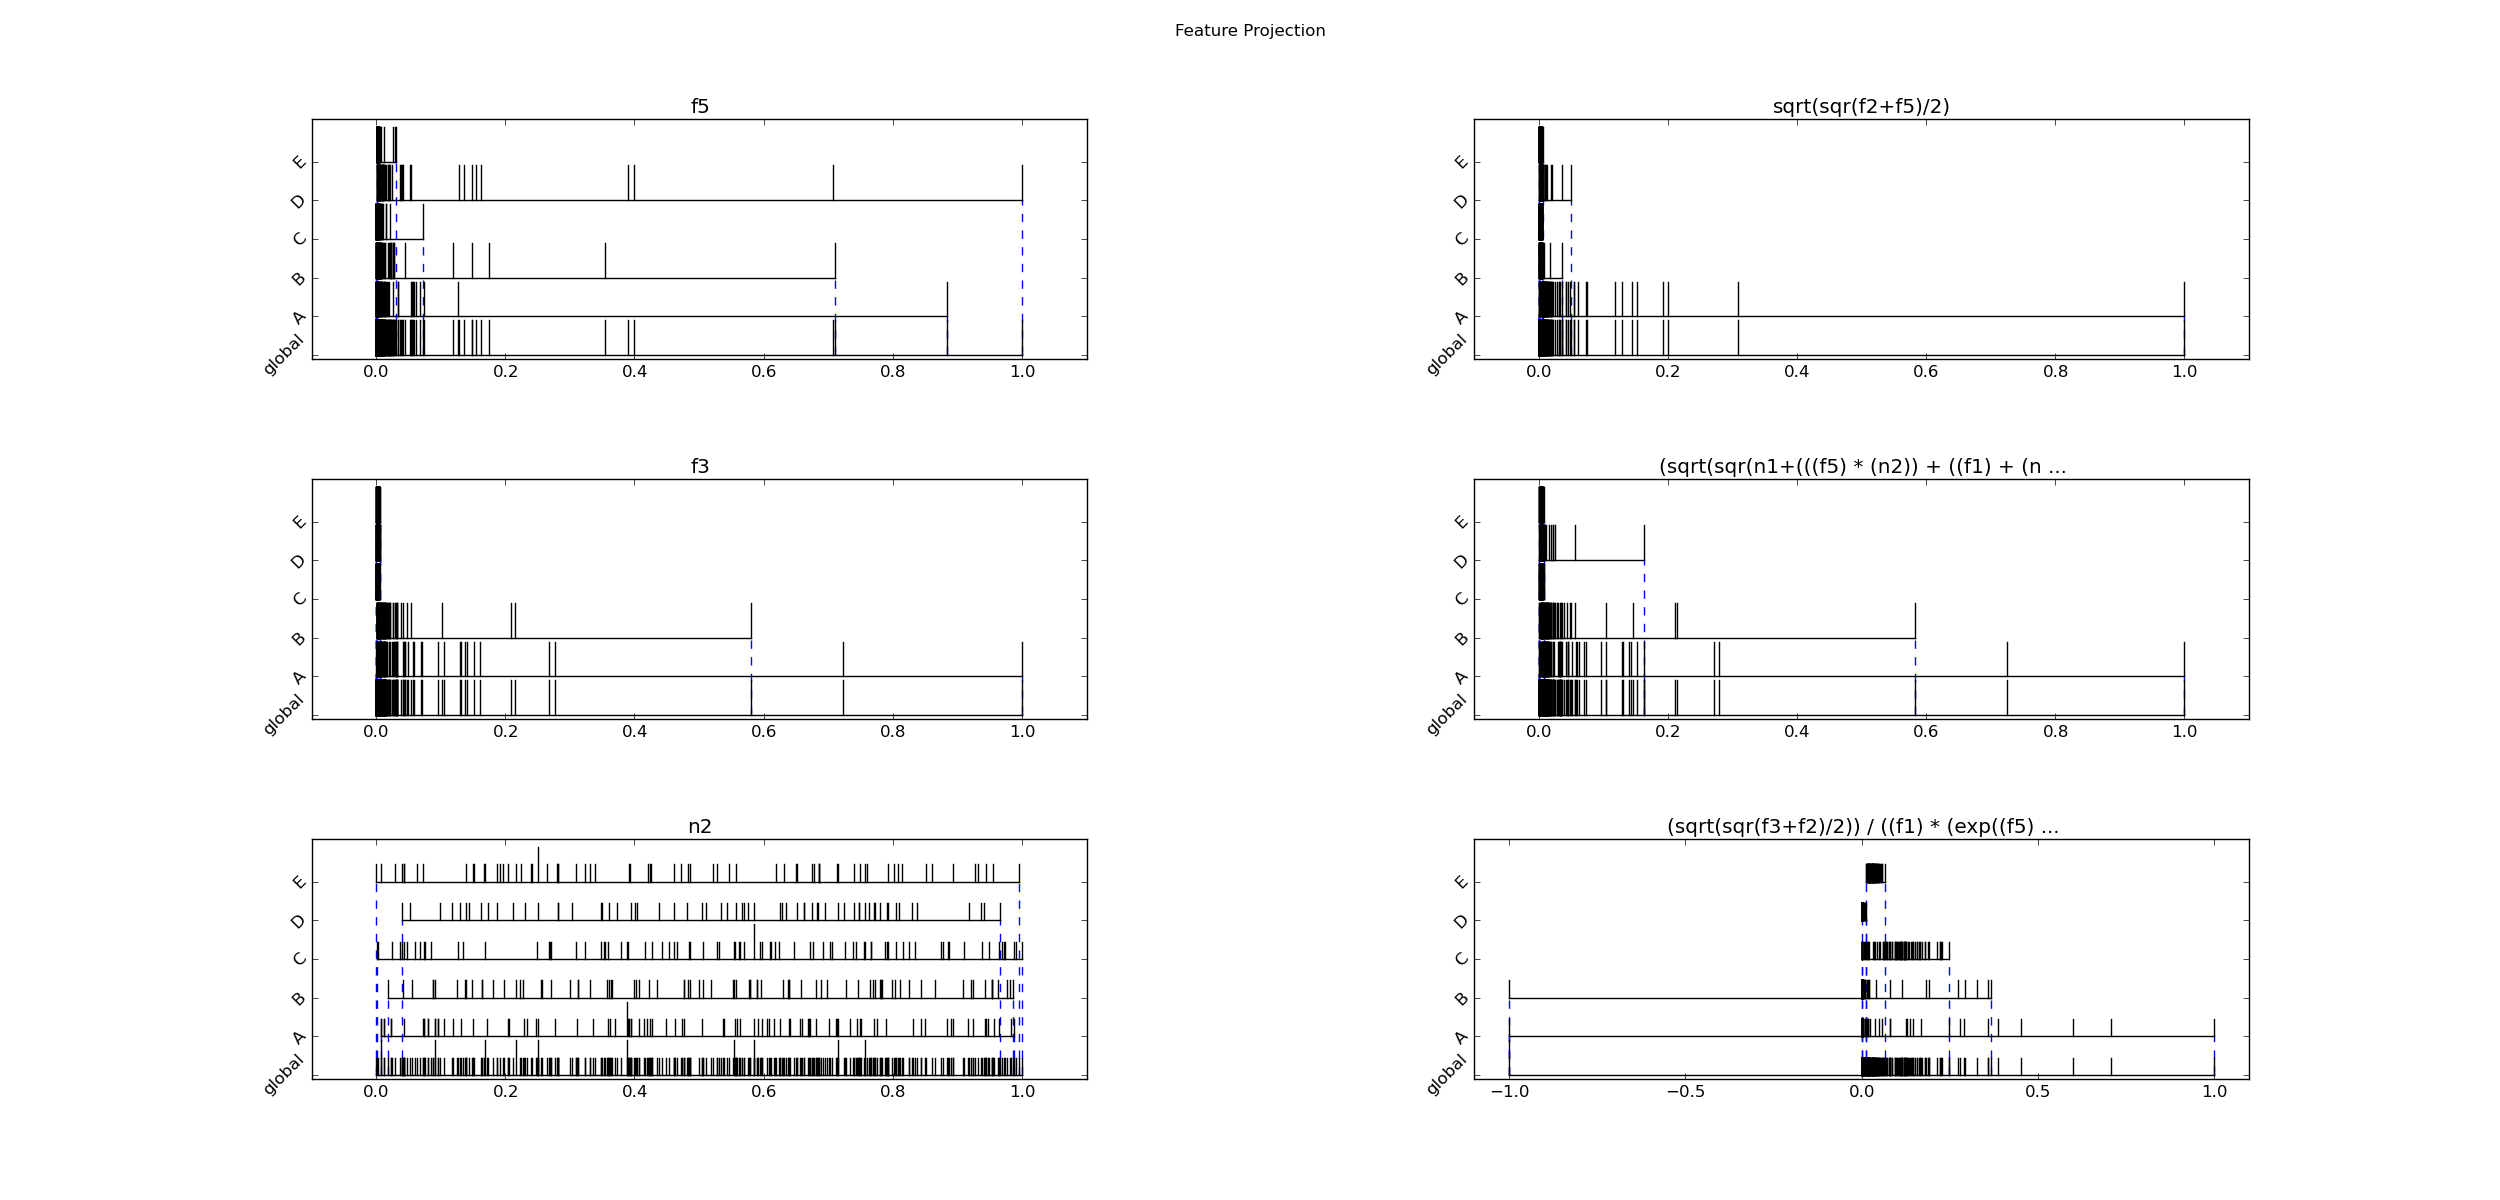 Feature Projection
f5
E
D
C
B
A
global
0.0 0.2 0.4 0.6 0.8 1.0
sqrt(sqr(f2+f5)/2)
E
D
C
B
A
global
0.0 0.2 0.4 0.6 0.8 1.0
f3
E
D
C
B
A
global
0.0 0.2 0.4 0.6 0.8 1.0
(sqrt(sqr(n1+(((f5) * (n2)) + ((f1) + (n ...
E
D
C
B
A
global
0.0 0.2 0.4 0.6 0.8 1.0
n2
E
D
C
B
A
global
0.0 0.2 0.4 0.6 0.8 1.0
(sqrt(sqr(f3+f2)/2)) / ((f1) * (exp((f5) ...
E
D
C
B
A
global
−1.0 −0.5 0.0 0.5 1.0